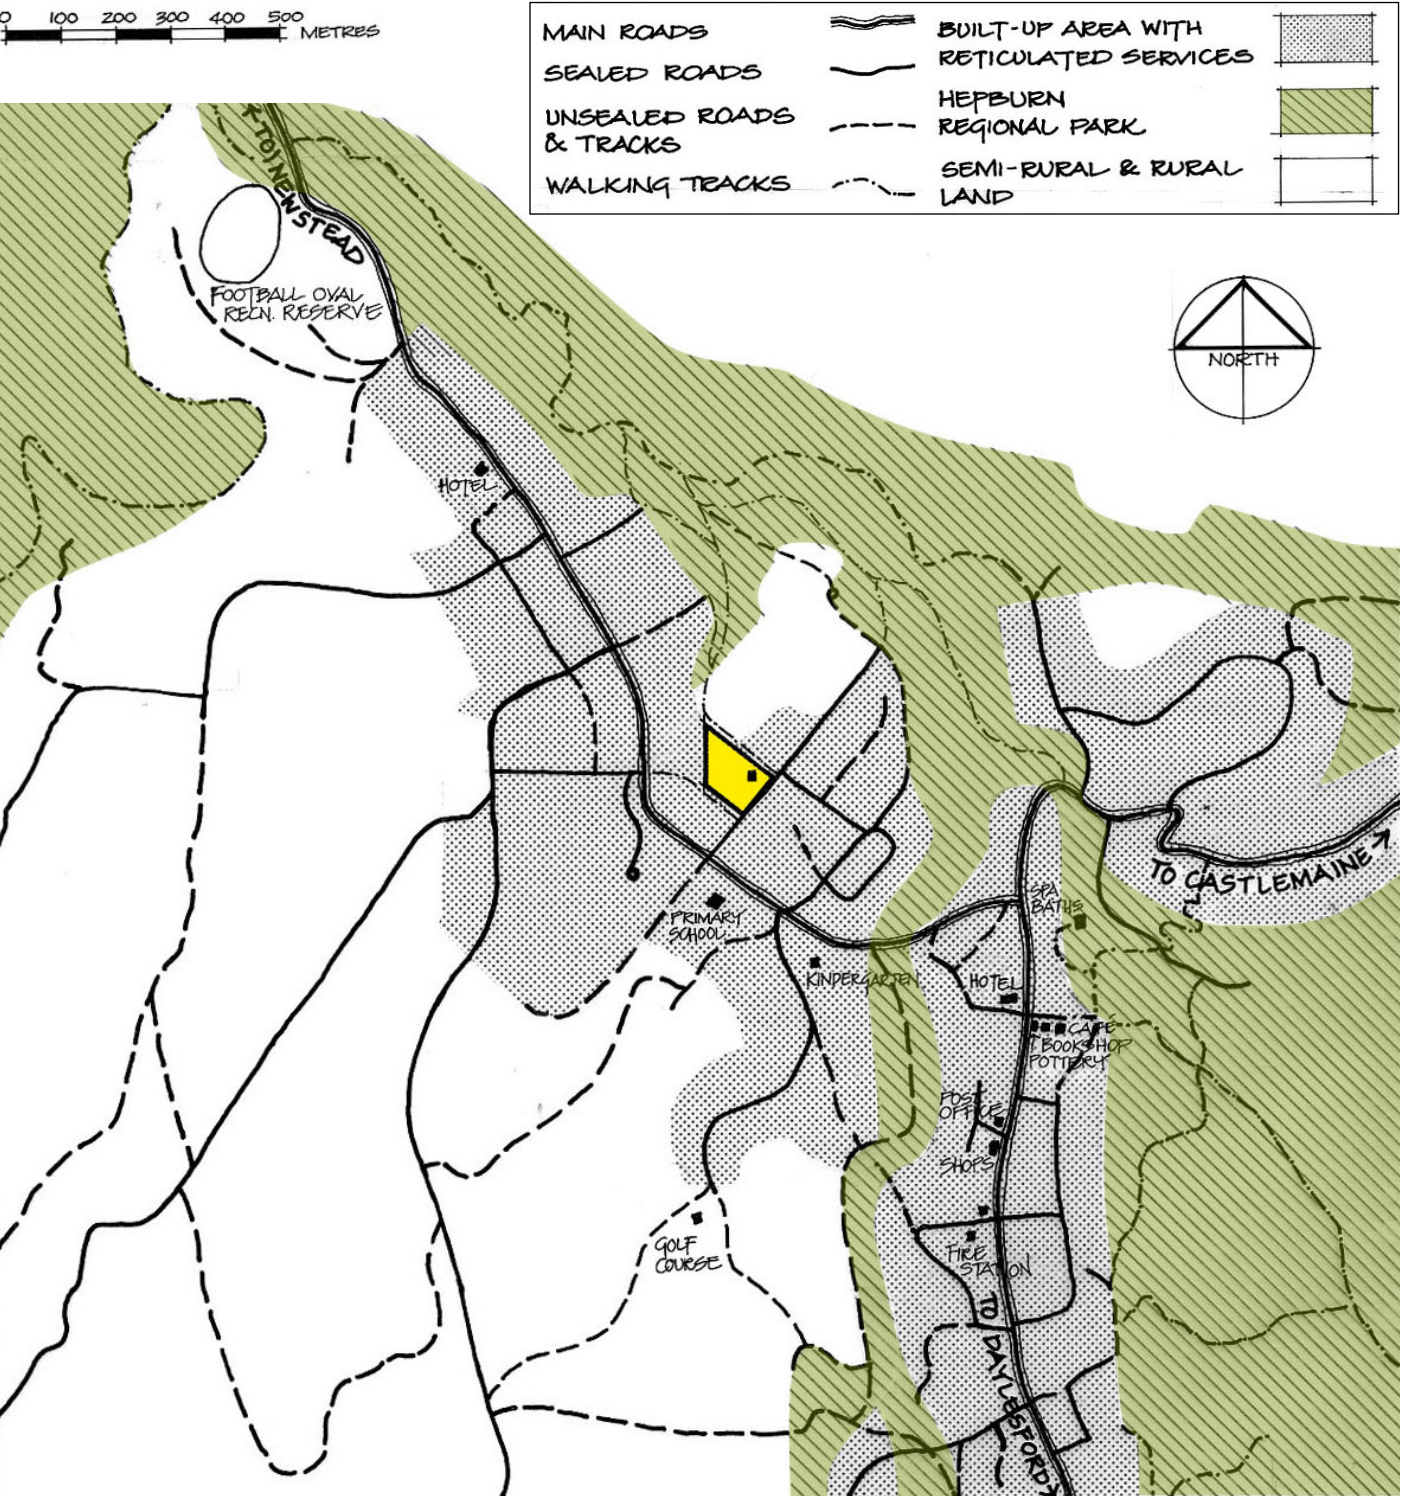 0 100 200 300 400 500
METRES
MAIN ROADS
SEALED ROADS
UNSEALED ROADS
& TRACKS
WALKING TRACKS
BUILT-UP AREA WITH
RETICULATED SERVICES
HEPBURN
REGIONAL PARK
SEMI-RURAL & RURAL
LAND
TO NEWSTEAD
FOOTBALL OVAL
RECN. RESERVE
NORTH
HOTEL
TO CASTLEMAINE
SPA
BATHS
PRIMARY
SCHOOL
KINDERGARTEN
HOTEL
CAFE
BOOKSHOP
POTTERY
POST
OFFICE
SHOPS
GOLF
COURSE
FIRE
STATION
TO DAYLESFORD